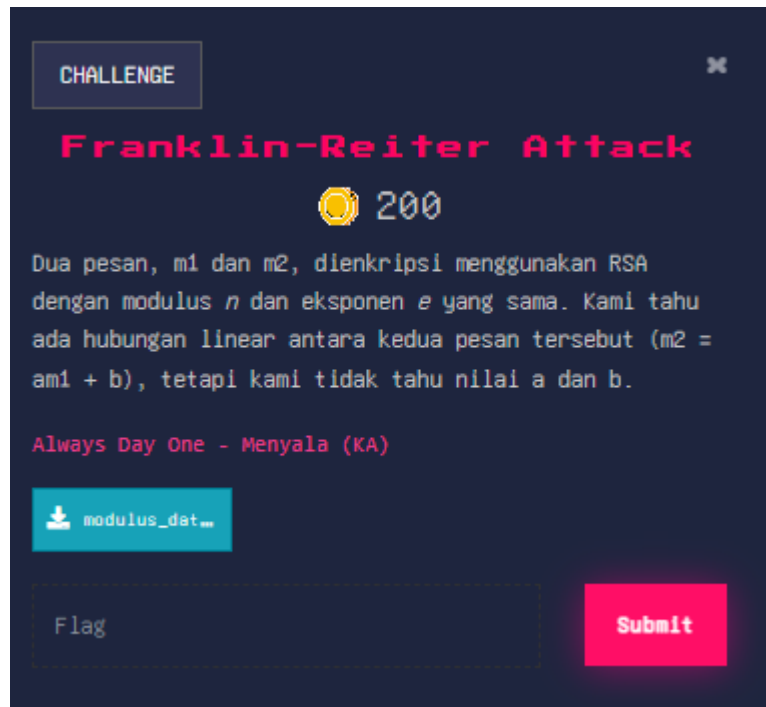 CHALLENGE
✖
Franklin-Reiter Attack
200
Dua pesan, m1 dan m2, dienkripsi menggunakan RSA
dengan modulus n dan eksponen e yang sama. Kami tahu
ada hubungan linear antara kedua pesan tersebut (m2 =
am1 + b), tetapi kami tidak tahu nilai a dan b.
Always Day One - Menyala (KA)
modulus_dat…
Flag
Submit